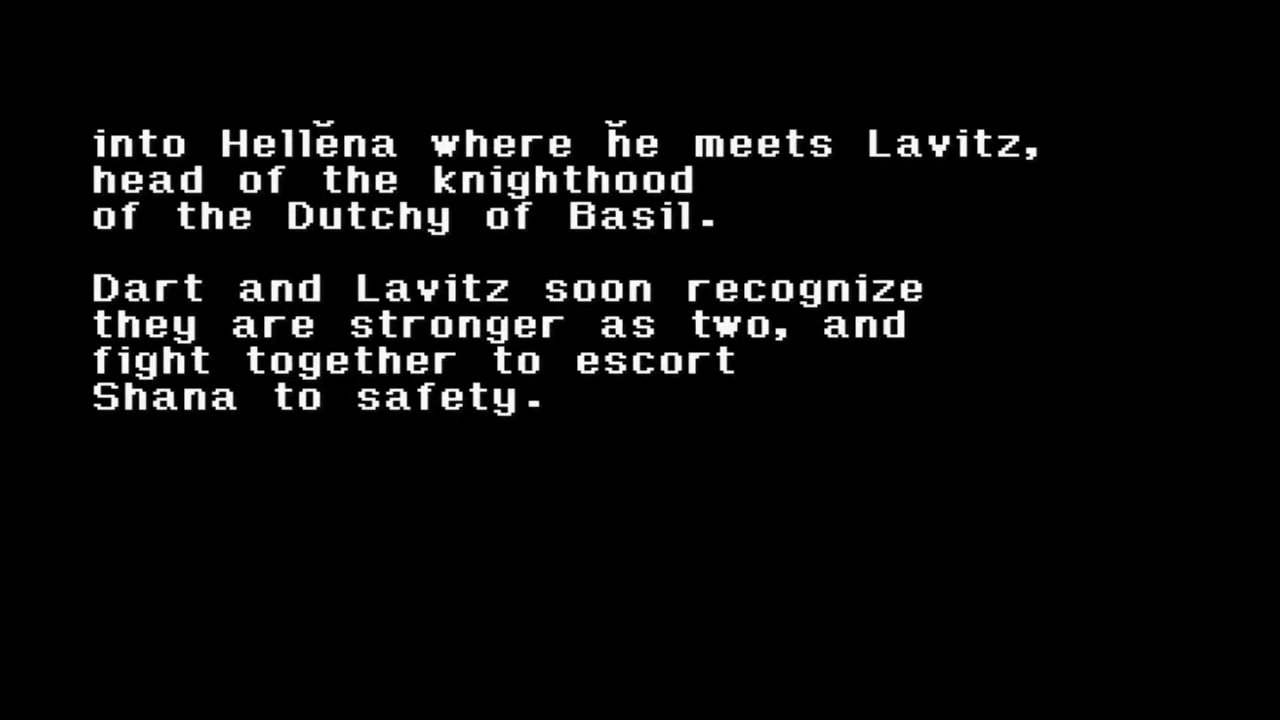 into Hellena where he meets Lavitz,
head of the knighthood
of the Dutchy of Basil.
Dart and Lavitz soon recognize
they are stronger as two, and
fight together to escort
Shana to safety.